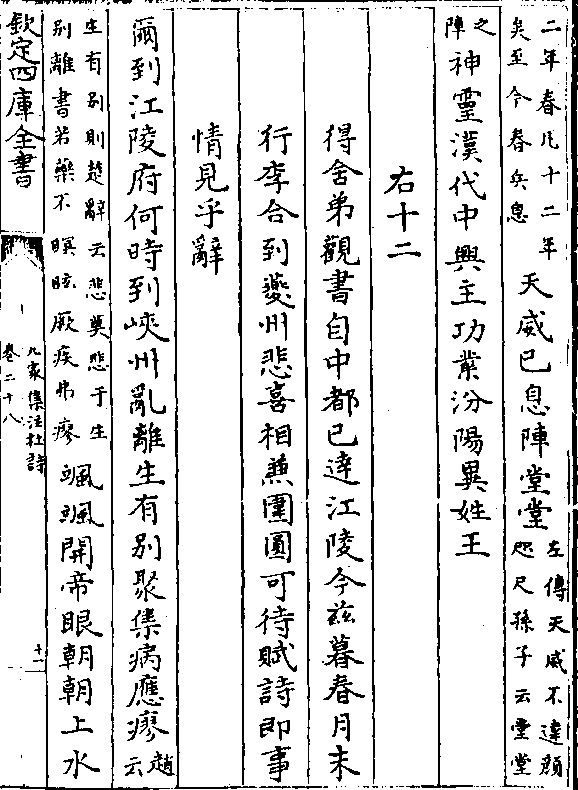 二年春凡十二年
矣至今春兵息
天威已息陣堂堂
左傳天威不違顔
咫尺孫子云堂堂
之
陣
神靈漢代中興主功業汾陽異姓王
右十二
得舍弟觀書自中都已達江陵今兹暮春月末
行李合到夔州悲喜相兼團圓可待賦詩即事
情見乎辭
爾到江陵府何時到峽州亂離生有别聚集病應瘳
趙
云
生有别則楚辭云悲莫悲于生
别離書若藥不瞑眩厥疾弗瘳
颯颯開帝眼朝朝上水
欽定四庫全書
九家集注杜詩
卷二十八
十一